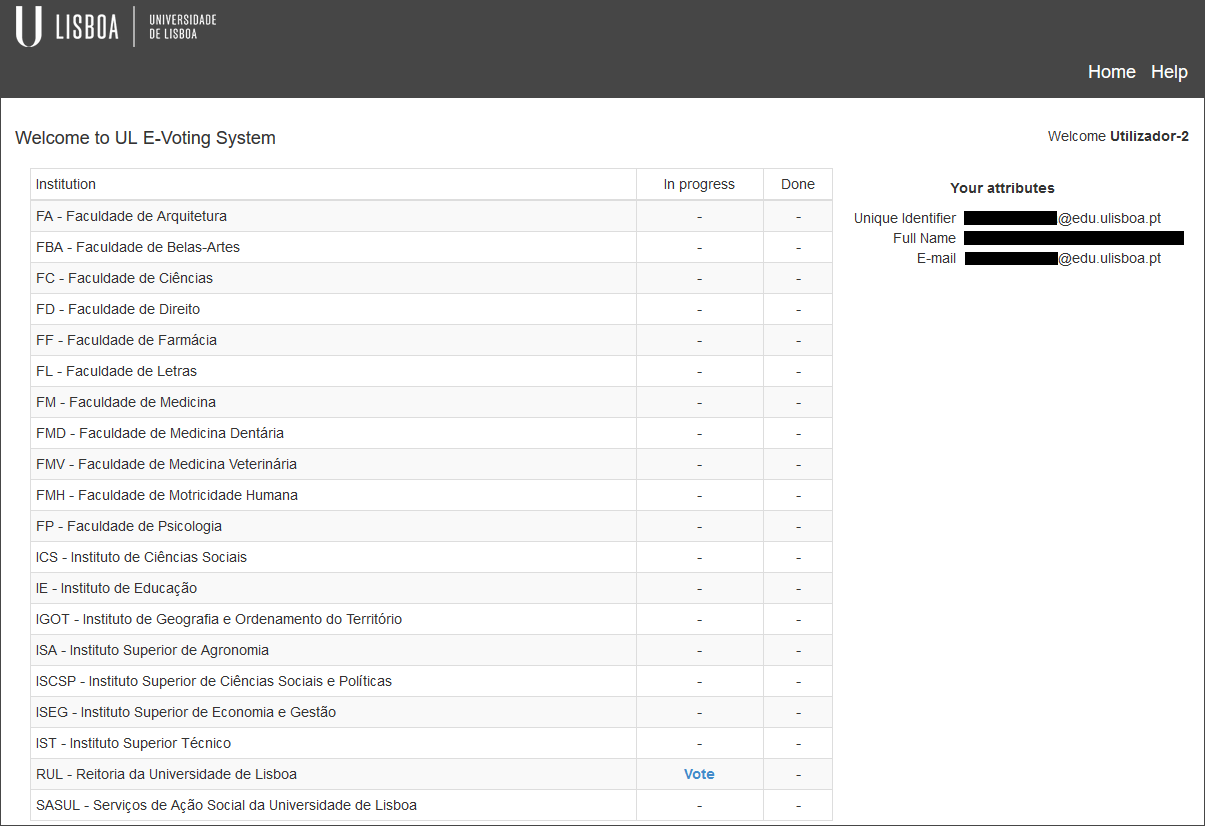 U LISBOA | UNIVERSIDADE
DE LISBOA
Home Help
Welcome to UL E-Voting System
Welcome Utilizador-2
Institution In progress Done
FA - Faculdade de Arquitetura - -
FBA - Faculdade de Belas-Artes - -
FC - Faculdade de Ciências - -
FD - Faculdade de Direito - -
FF - Faculdade de Farmácia - -
FL - Faculdade de Letras - -
FM - Faculdade de Medicina - -
FMD - Faculdade de Medicina Dentária - -
FMV - Faculdade de Medicina Veterinária - -
FMH - Faculdade de Motricidade Humana - -
FP - Faculdade de Psicologia - -
ICS - Instituto de Ciências Sociais - -
IE - Instituto de Educação - -
IGOT - Instituto de Geografia e Ordenamento do Território - -
ISA - Instituto Superior de Agronomia - -
ISCSP - Instituto Superior de Ciências Sociais e Políticas - -
ISEG - Instituto Superior de Economia e Gestão - -
IST - Instituto Superior Técnico - -
RUL - Reitoria da Universidade de Lisboa Vote -
SASUL - Serviços de Ação Social da Universidade de Lisboa - -
Your attributes
Unique Identifier @edu.ulisboa.pt
Full Name
E-mail @edu.ulisboa.pt